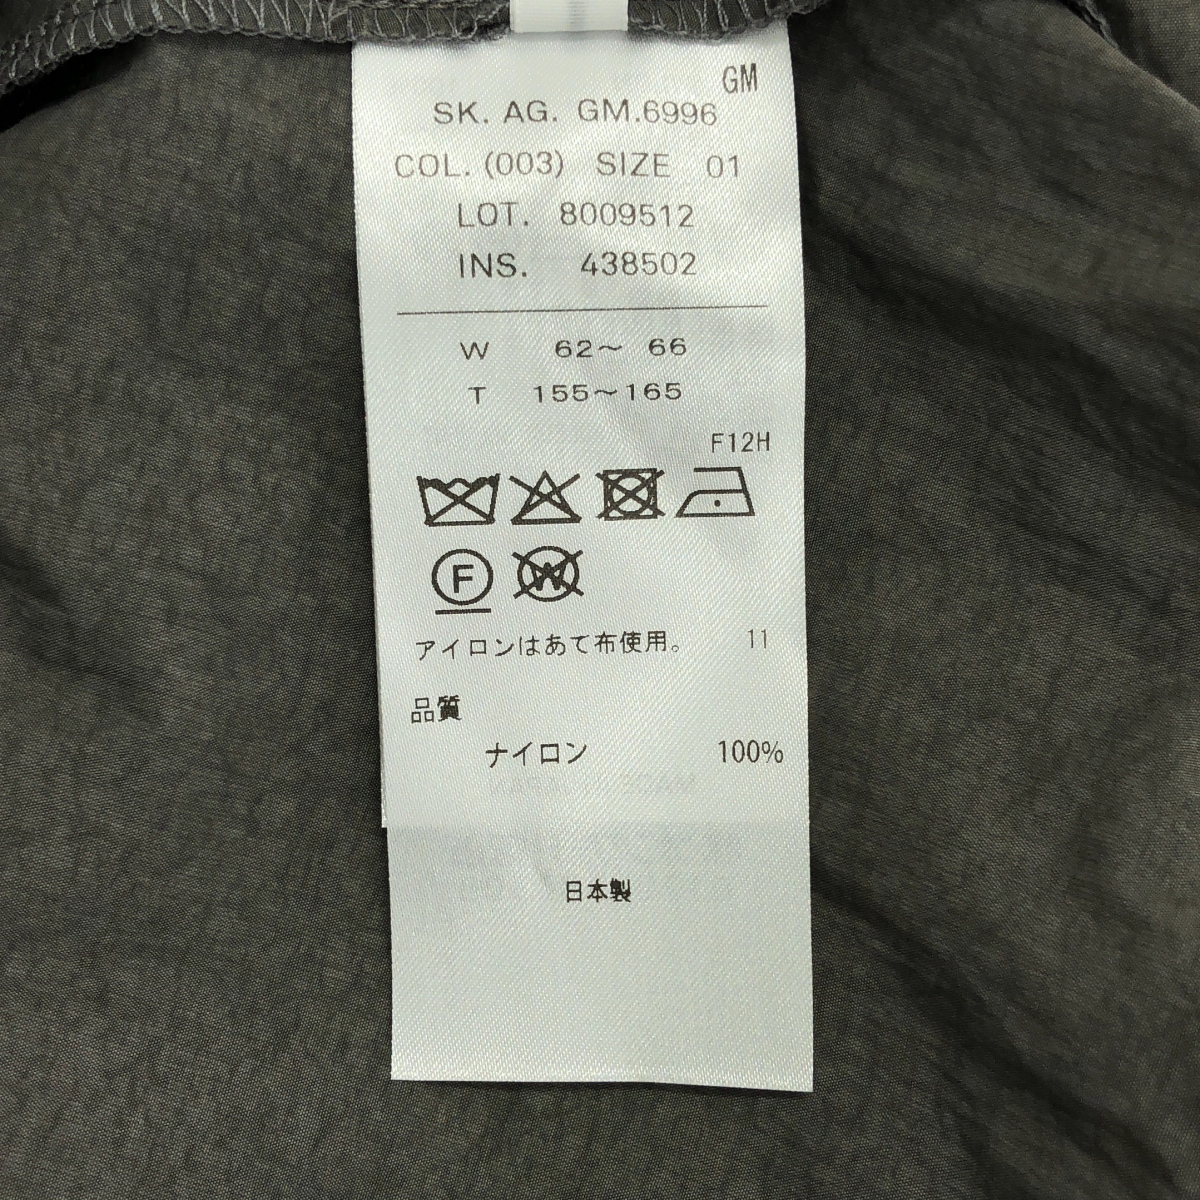 GM
SK. AG. GM.6996
COL. (003) SIZE 01
LOT. 8009512
INS. 438502
W 62～ 66
T 155～165
F12H
F W
アイロンはあて布使用。 11
品質
ナイロン 100%
日本製